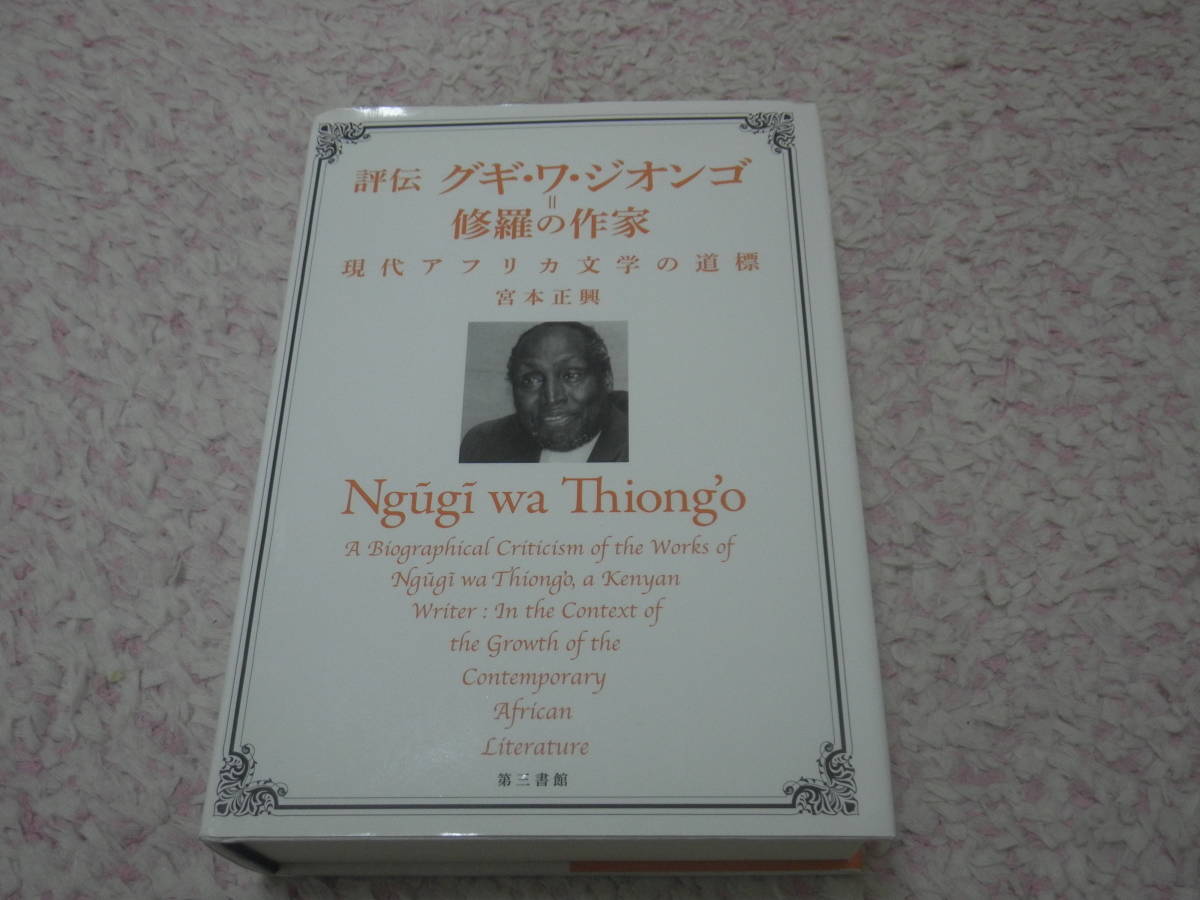 評伝 グギ・ワ・ジオンゴ
=
修羅の作家
現代アフリカ文学の道標
宮本正興
Ngũgĩ wa Thiong'o
A Biographical Criticism of the Works of
Ngũgĩ wa Thiong'o, a Kenyan
Writer : In the Context of
the Growth of the
Contemporary
African
Literature
第三書館